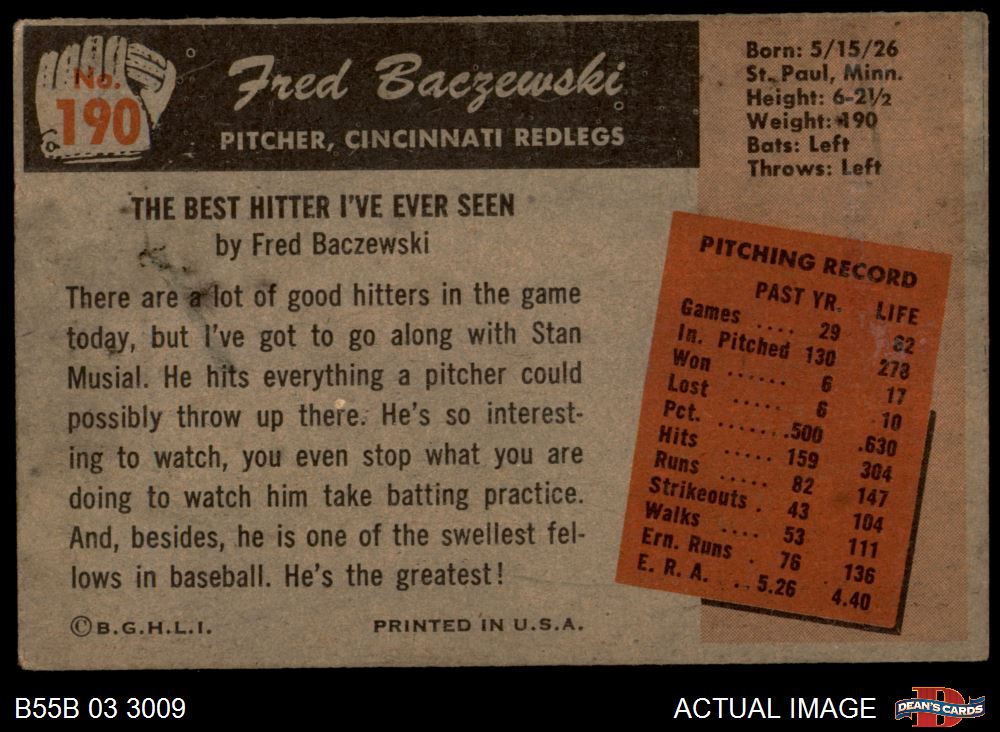 No.
190
Fred Baczewski
PITCHER, CINCINNATI REDLEGS
Born: 5/15/26
St. Paul, Minn.
Height: 6-2½
Weight: 190
Bats: Left
Throws: Left
THE BEST HITTER I'VE EVER SEEN
by Fred Baczewski
There are a lot of good hitters in the game
today, but I've got to go along with Stan
Musial. He hits everything a pitcher could
possibly throw up there. He's so interest-
ing to watch, you even stop what you are
doing to watch him take batting practice.
And, besides, he is one of the swellest fel-
lows in baseball. He's the greatest!
©B.G.H.L.I. PRINTED IN U.S.A.
PITCHING RECORD
PAST YR. LIFE
Games .... 29 62
In. Pitched 130 278
Won ...... 6 17
Lost ..... 6 10
Pct. .......500 .630
Hits ..... 159 304
Runs ..... 82 147
Strikeouts . 43 104
Walks .... 53 111
Ern. Runs . 76 136
E. R. A. .. 5.26 4.40
B55B 03 3009
ACTUAL IMAGE
DEAN'S CARDS